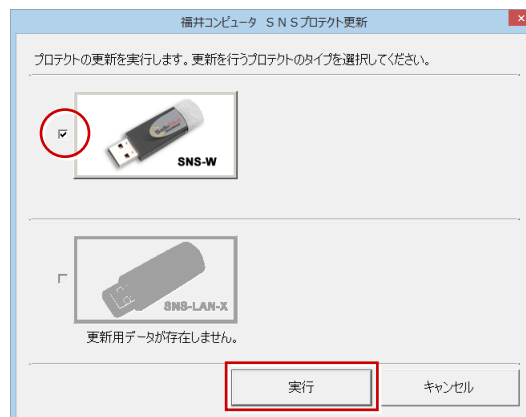 福井コンピュータ SNSプロテクト更新
プロテクトの更新を実行します。更新を行うプロテクトのタイプを選択してください。
SNS-W
SNS-LAN-X
更新用データが存在しません。
実行
キャンセル